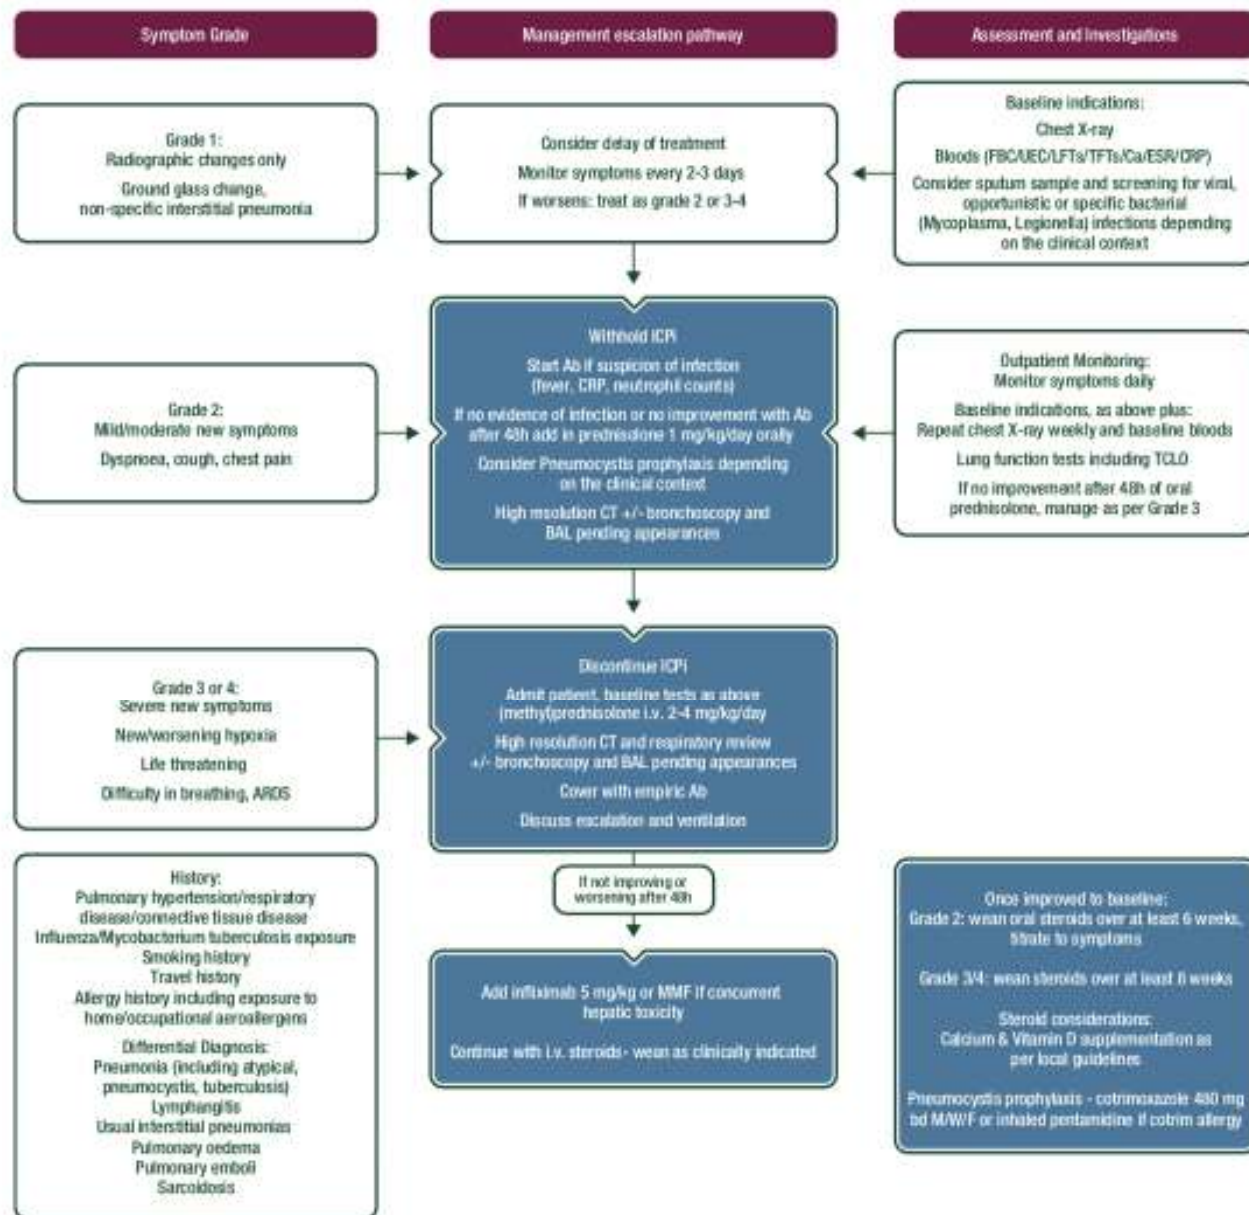 Symptom Grade
Management escalation pathway
Assessment and Investigations
Grade 1:
Radiographic changes only
Ground glass change,
non-specific interstitial pneumonia
Consider delay of treatment
Monitor symptoms every 2-3 days
If worsens: treat as grade 2 or 3-4
Baseline indications:
Chest X-ray
Bloods (FBC/UEC/LFTs/TFTs/Ca/ESR/CRP)
Consider sputum sample and screening for viral,
opportunistic or specific bacterial
(Mycoplasma, Legionella) infections depending
on the clinical context
Grade 2:
Mild/moderate new symptoms
Dyspnoea, cough, chest pain
Withhold ICPi
Start Ab if suspicion of infection
(fever, CRP, neutrophil counts)
If no evidence of infection or no improvement with Ab
after 48h add in prednisolone 1 mg/kg/day orally
Consider Pneumocystis prophylaxis depending
on the clinical context
High rsolution CT +/- bronchoscopy and
BAL pending appearances
Outpatient Monitoring:
Monitor symptoms daily
Baseline indications, as above plus:
Repeat chest X-ray weekly and baseline bloods
Lung function tests including TCLO
If no improvement after 48h of oral
prednisolone, manage as per Grade 3
Grade 3 or 4:
Severe new symptoms
New/worsening hypoxia
Life threatening
Difficulty in breathing, ARDS
Discontinue ICPi
Admit patient, baseline tests as above
(methyl)prednisolone i.v. 2-4 mg/kg/day
High resolution CT and respiratory review
+/- bronchoscopy and BAL pending appearances
Cover with empiric Ab
Discuss escalation and ventilation
If not improving or
worsening after 48h
Add infliximab 5 mg/kg or MMF if concurrent
hepatic toxicity
Continue with i.v. steroids - wean as clinically indicated
History:
Pulmonary hypertension/respiratory
disease/connective tissue disease
Influenza/Mycobacterium tuberculosis exposure
Smoking history
Travel history
Allergy history including exposure to
home/occupational aeroallergens
Differential Diagnosis:
Pneumonia (including atypical,
pneumocystis, tuberculosis)
Lymphangitis
Usual interstitial pneumonias
Pulmonary oedema
Pulmonary emboli
Sarcoidosis
Once improved to baseline:
Grade 2: wean oral steroids over at least 6 weeks,
titrate to symptoms
Grade 3/4: wean steroids over at least 8 weeks
Steroid considerations:
Calcium & Vitamin D supplementation as
per local guidelines
Pneumocystis prophylaxis - cotrimoxazole 480 mg
bd M/W/F or inhaled pentamidine if cotrim allergy